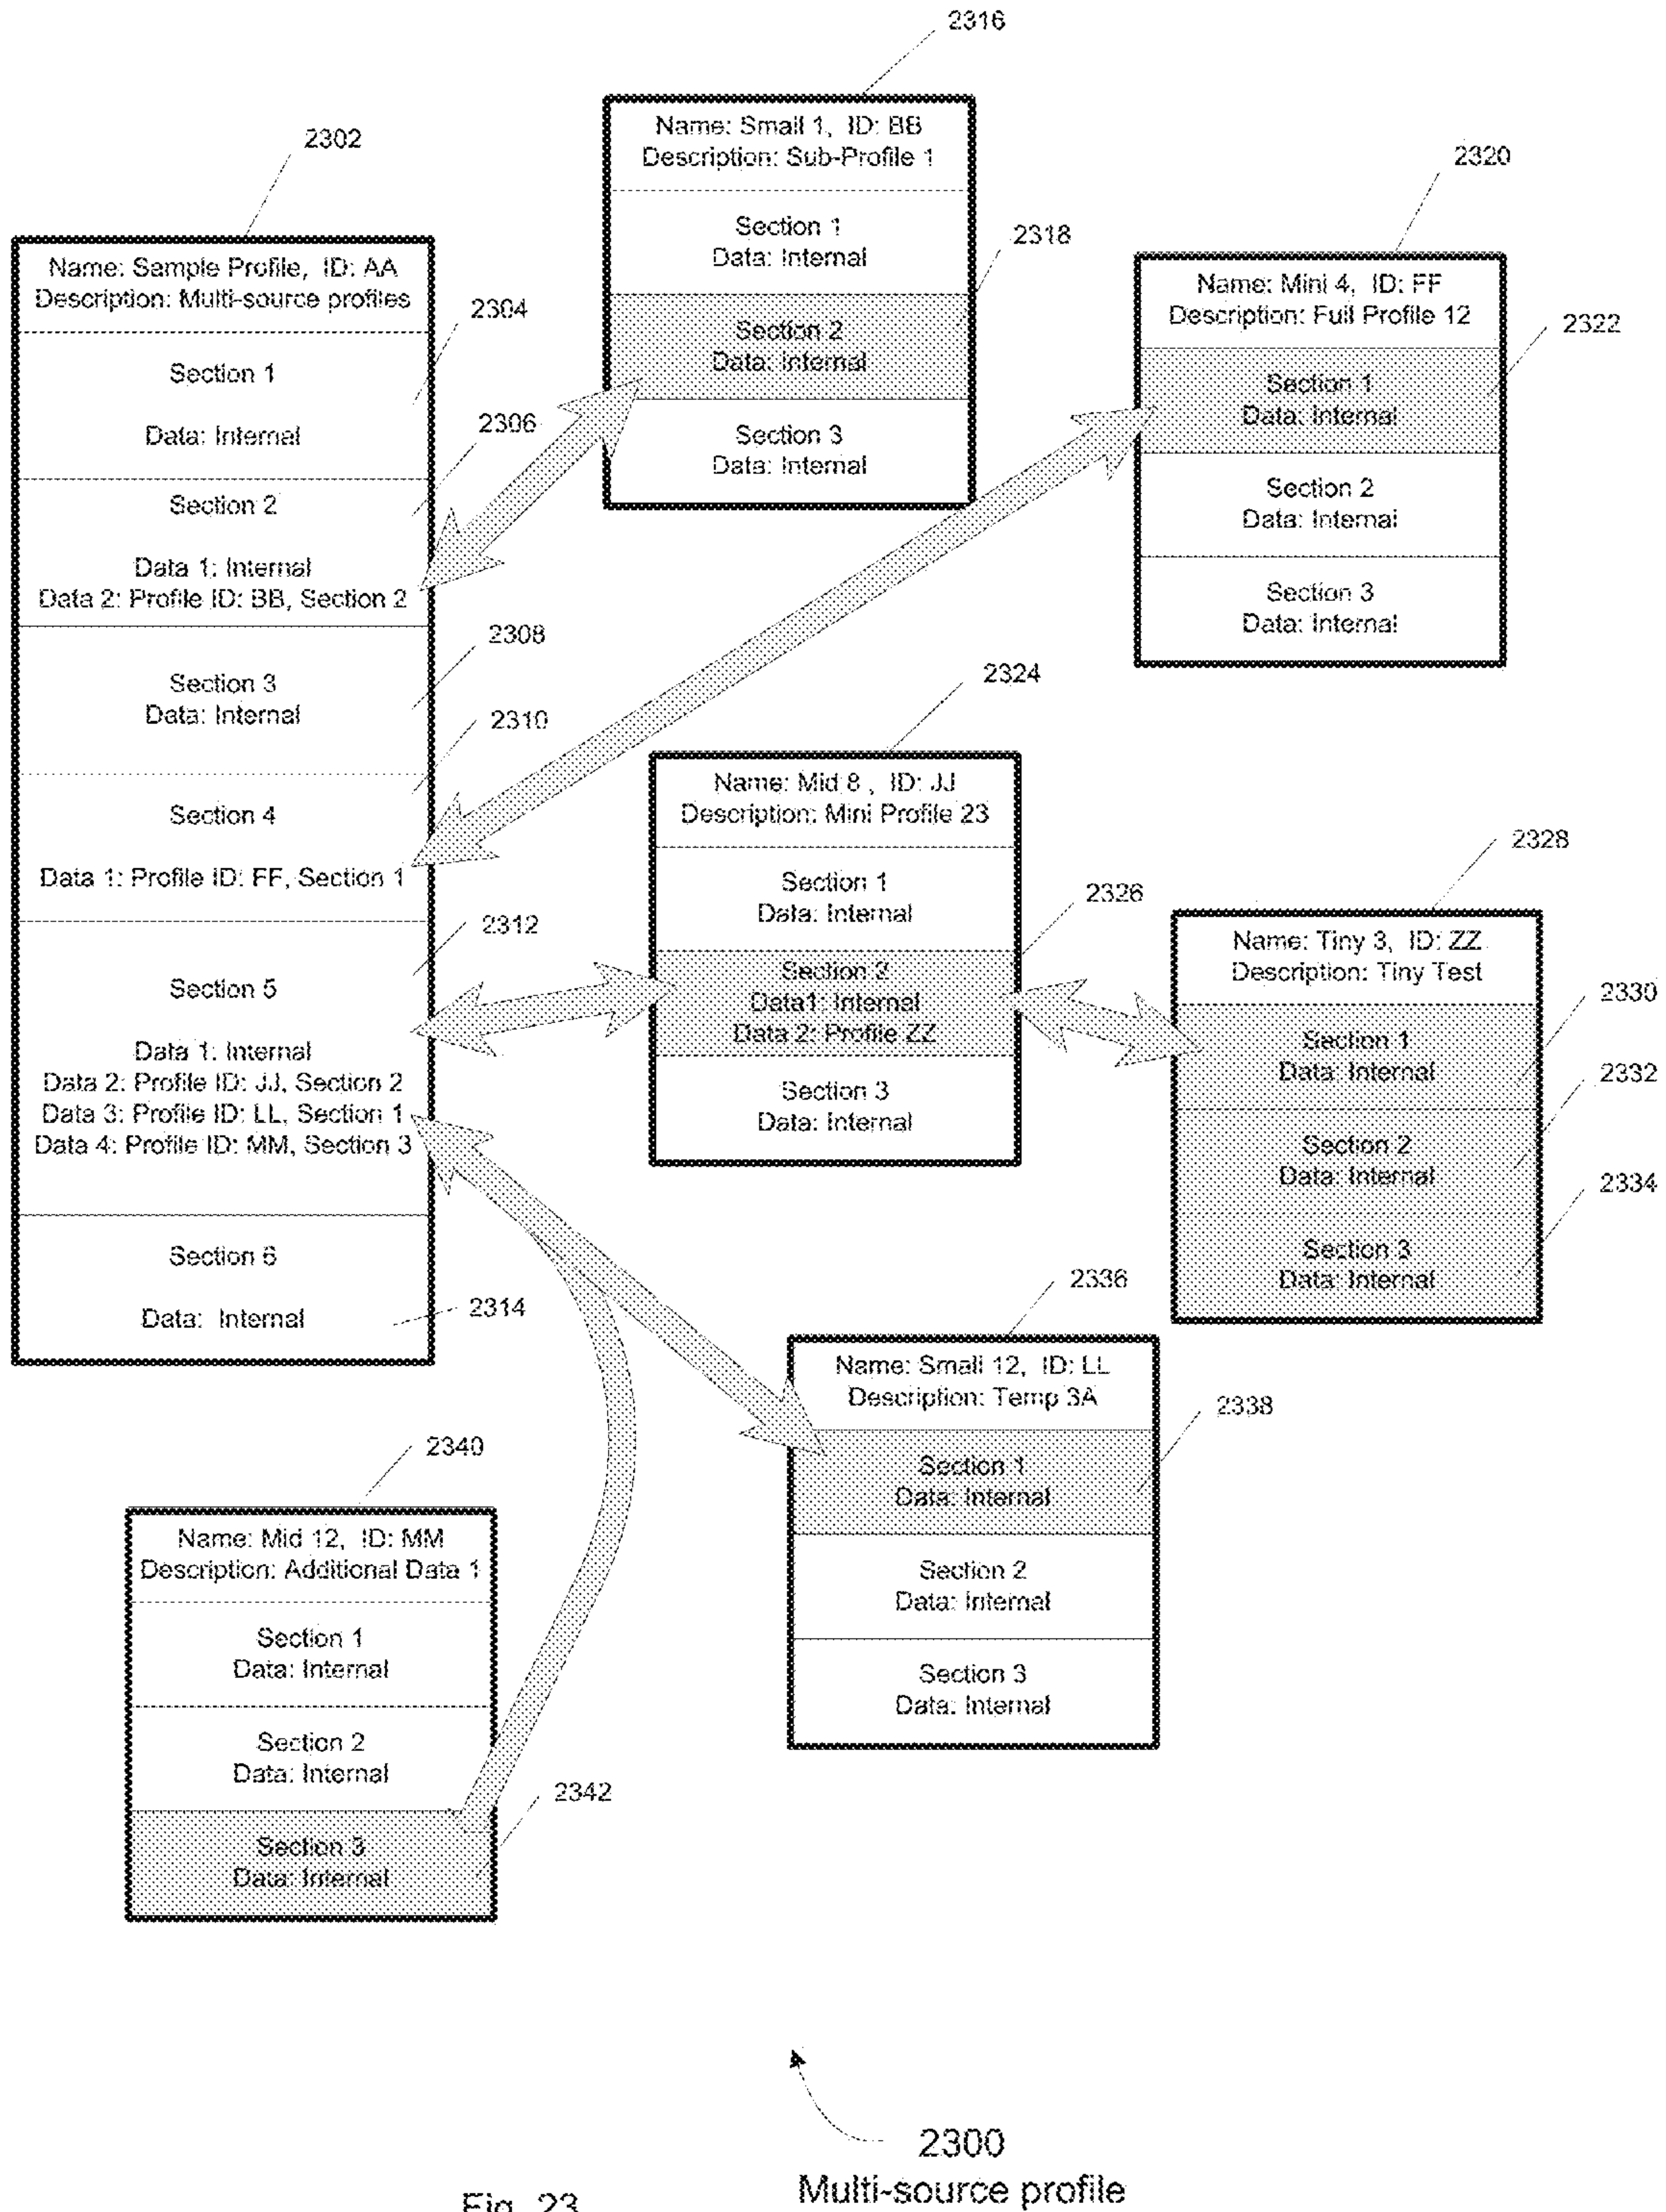 2316
Name: Small 1, ID: BB
Description: Sub-Profile 1
Section 1
Data: Internal
2318
Section 2
Data: Internal
Section 3
Data: Internal
2302
Name: Sample Profile, ID: AA
Description: Multi-source profiles
2304
Section 1
Data: Internal
2306
Section 2
Data 1: Internal
Data 2: Profile ID: BB, Section 2
2308
Section 3
Data: Internal
2310
Section 4
Data 1: Profile ID: FF, Section 1
2312
Section 5
Data 1: Internal
Data 2: Profile ID: JJ, Section 2
Data 3: Profile ID: LL, Section 1
Data 4: Profile ID: MM, Section 3
Section 6
Data: Internal
2314
2320
Name: Mini 4, ID: FF
Description: Full Profile 12
2322
Section 1
Data: Internal
Section 2
Data: Internal
Section 3
Data: Internal
2324
Name: Mid 8 , ID: JJ
Description: Mini Profile 23
Section 1
Data: Internal
2326
Section 2
Data1: Internal
Data 2: Profile ZZ
Section 3
Data: Internal
2328
Name: Tiny 3, ID: ZZ
Description: Tiny Test
2330
Section 1
Data: Internal
2332
Section 2
Data: Internal
2334
Section 3
Data: Internal
2336
Name: Small 12, ID: LL
Description: Temp 3A
2338
Section 1
Data: Internal
Section 2
Data: Internal
Section 3
Data: Internal
2340
Name: Mid 12, ID: MM
Description: Additional Data 1
Section 1
Data: Internal
Section 2
Data: Internal
2342
Section 3
Data: Internal
2300
Multi-source profile
Fig. 23